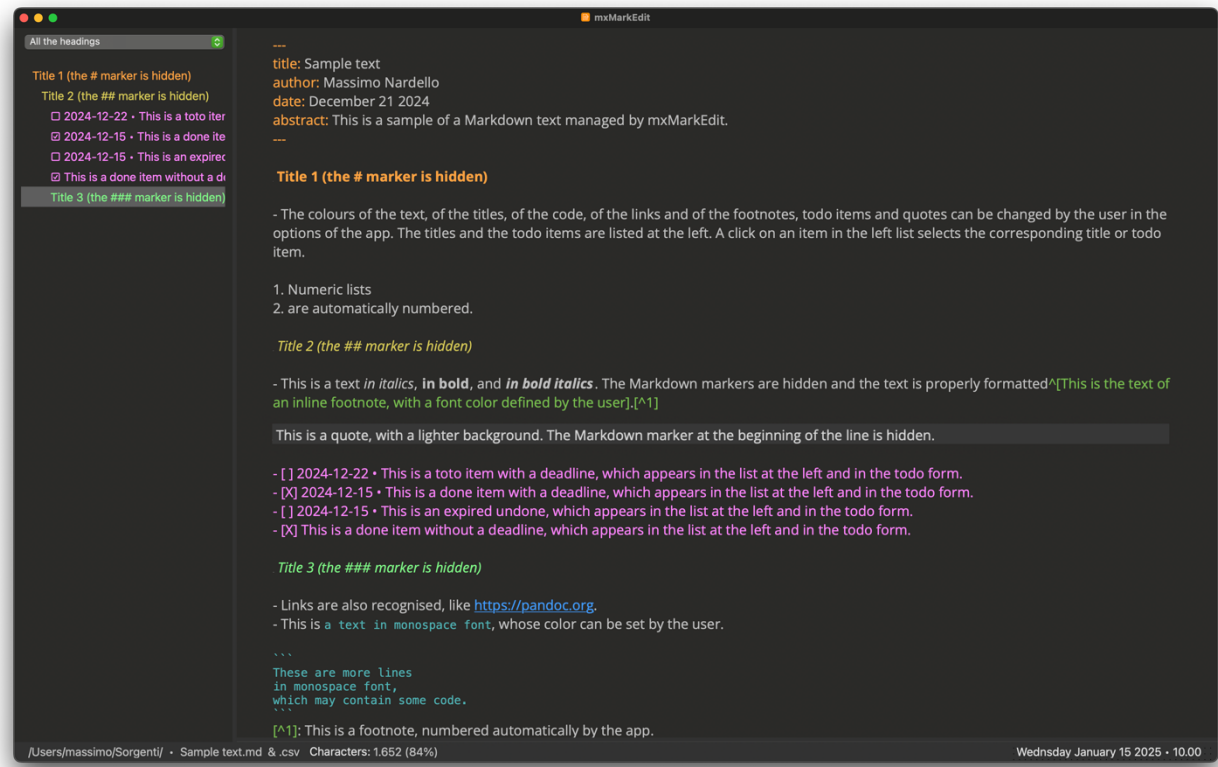 mxMarkEdit
All the headings
Title 1 (the # marker is hidden)
Title 2 (the ## marker is hidden)
☐ 2024-12-22 • This is a toto iter
☑ 2024-12-15 • This is a done ite
☐ 2024-12-15 • This is an expired
☑ This is a done item without a de
Title 3 (the ### marker is hidden)
---
title: Sample text
author: Massimo Nardello
date: December 21 2024
abstract: This is a sample of a Markdown text managed by mxMarkEdit.
---
Title 1 (the # marker is hidden)
- The colours of the text, of the titles, of the code, of the links and of the footnotes, todo items and quotes can be changed by the user in the
options of the app. The titles and the todo items are listed at the left. A click on an item in the left list selects the corresponding title or todo
item.
1. Numeric lists
2. are automatically numbered.
Title 2 (the ## marker is hidden)
- This is a text in italics, in bold, and in bold italics. The Markdown markers are hidden and the text is properly formatted^[This is the text of
an inline footnote, with a font color defined by the user].[^1]
This is a quote, with a lighter background. The Markdown marker at the beginning of the line is hidden.
- [ ] 2024-12-22 • This is a toto item with a deadline, which appears in the list at the left and in the todo form.
- [X] 2024-12-15 • This is a done item with a deadline, which appears in the list at the left and in the todo form.
- [ ] 2024-12-15 • This is an expired undone, which appears in the list at the left and in the todo form.
- [X] This is a done item without a deadline, which appears in the list at the left and in the todo form.
Title 3 (the ### marker is hidden)
- Links are also recognised, like https://pandoc.org.
- This is a text in monospace font, whose color can be set by the user.
```
These are more lines
in monospace font,
which may contain some code.
```
[^1]: This is a footnote, numbered automatically by the app.
/Users/massimo/Sorgenti/ • Sample text.md & .csv Characters: 1.652 (84%)
Wednsday January 15 2025 • 10.00